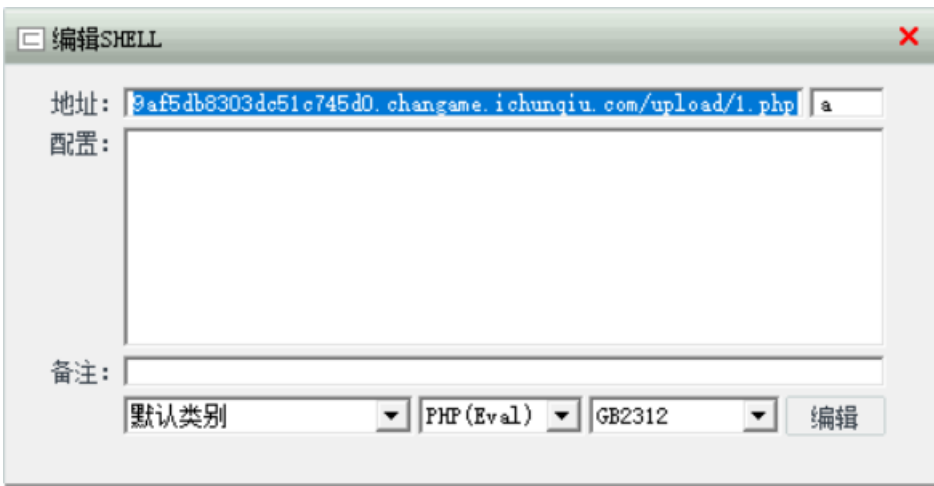 编辑SHELL
地址: 9af5db8303dc51c745d0.changame.ichunqiu.com/upload/1.php a
配置:
备注:
默认类别 PHP(Eval) GB2312 编辑